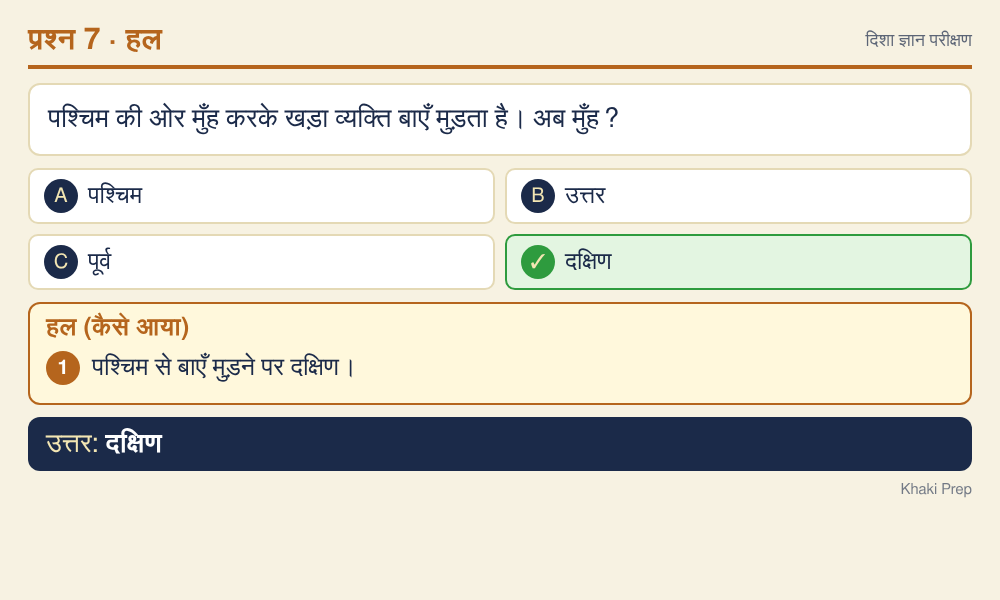 प्रश्न 7 · हल
दिशा ज्ञान परीक्षण
पश्चिम की ओर मुँह करके खड़ा व्यक्ति बाएँ मुड़ता है। अब मुँह ?
A पश्चिम
B उत्तर
C पूर्व
✓ दक्षिण
हल (कैसे आया)
1 पश्चिम से बाएँ मुड़ने पर दक्षिण।
उत्तर: दक्षिण
Khaki Prep